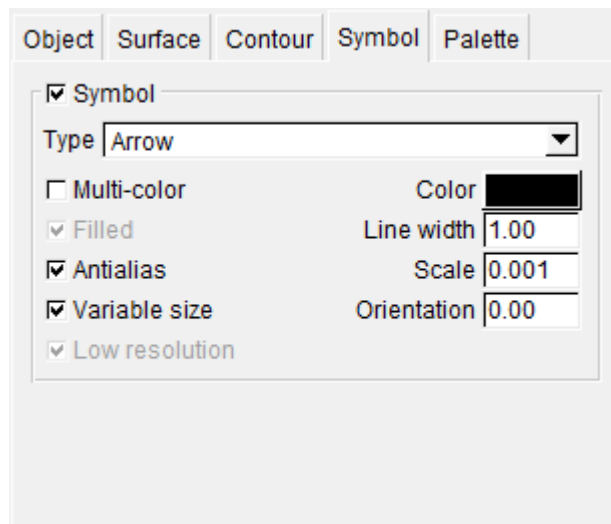 Object Surface Contour Symbol Palette
Symbol
Type Arrow
Multi-color Color
Filled Line width 1.00
Antialias Scale 0.001
Variable size Orientation 0.00
Low resolution